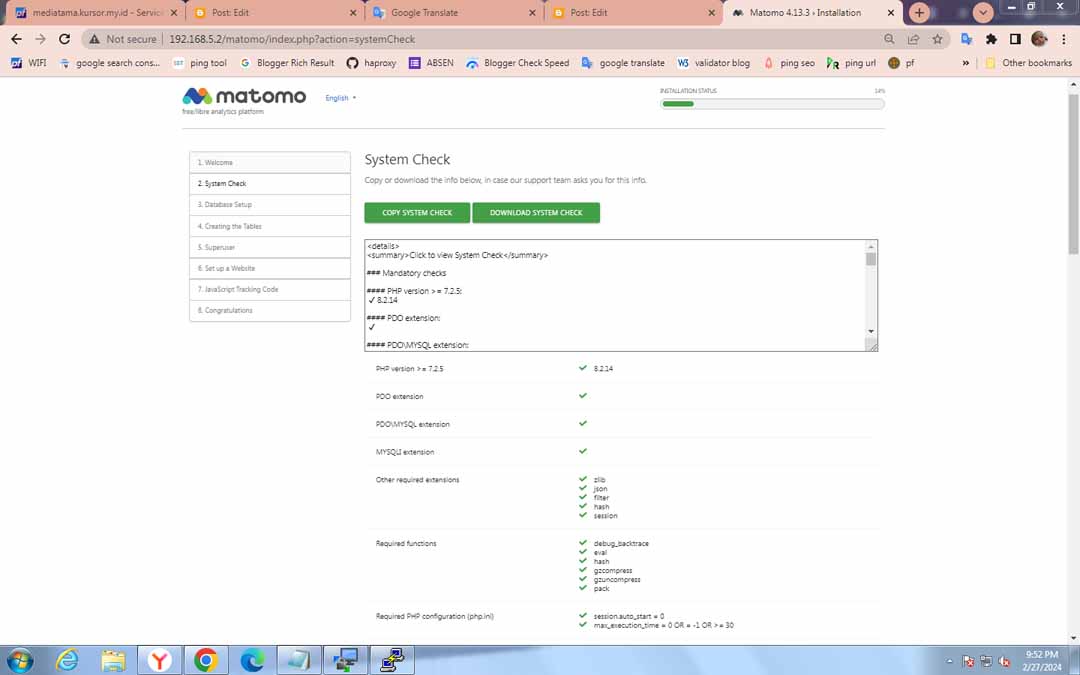 mediatama.kursor.my.id - Service
Post: Edit
Google Translate
Post: Edit
Matomo 4.13.3 › Installation
Not secure
192.168.5.2/matomo/index.php?action=systemCheck
WIFI
google search cons...
ping tool
Blogger Rich Result
haproxy
ABSEN
Blogger Check Speed
google translate
validator blog
ping seo
ping url
pf
»
Other bookmarks
matomo
free/libre analytics platform
English
INSTALLATION STATUS
14%
1. Welcome
2. System Check
3. Database Setup
4. Creating the Tables
5. Superuser
6. Set up a Website
7. JavaScript Tracking Code
8. Congratulations
System Check
Copy or download the info below, in case our support team asks you for this info.
COPY SYSTEM CHECK
DOWNLOAD SYSTEM CHECK
<details>
<summary>Click to view System Check</summary>
### Mandatory checks
#### PHP version >= 7.2.5:
✓ 8.2.14
#### PDO extension:
✓
#### PDO\MYSQL extension:
PHP version >= 7.2.5
8.2.14
PDO extension
PDO\MYSQL extension
MYSQLI extension
Other required extensions
zlib
json
filter
hash
session
Required functions
debug_backtrace
eval
hash
gzcompress
gzuncompress
pack
Required PHP configuration (php.ini)
session.auto_start = 0
max_execution_time = 0 OR = -1 OR >= 30
9:52 PM
2/27/2024